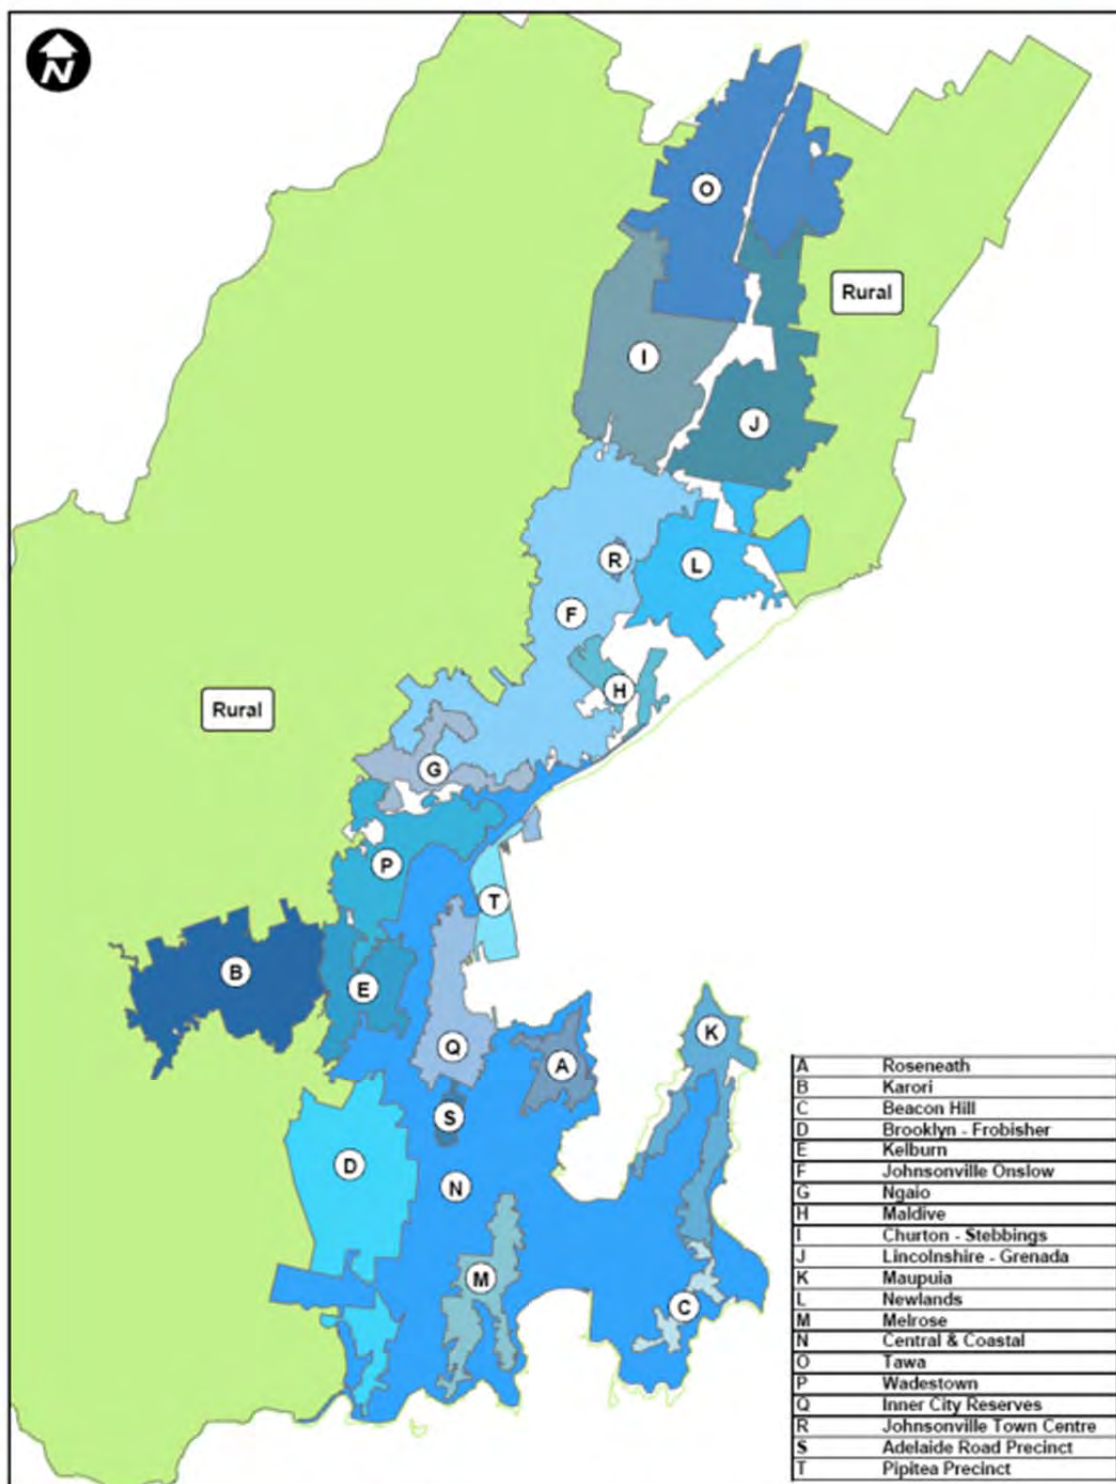 N
O
Rural
I
J
R
L
F
H
Rural
G
P
T
B
E
K
Q
A
S
D
N
M
C
A Roseneath
B Karori
C Beacon Hill
D Brooklyn - Frobisher
E Kelburn
F Johnsonville Onslow
G Ngaio
H Maldive
I Churton - Stebbings
J Lincolnshire - Grenada
K Maupuia
L Newlands
M Melrose
N Central & Coastal
O Tawa
P Wadestown
Q Inner City Reserves
R Johnsonville Town Centre
S Adelaide Road Precinct
T Pipitea Precinct